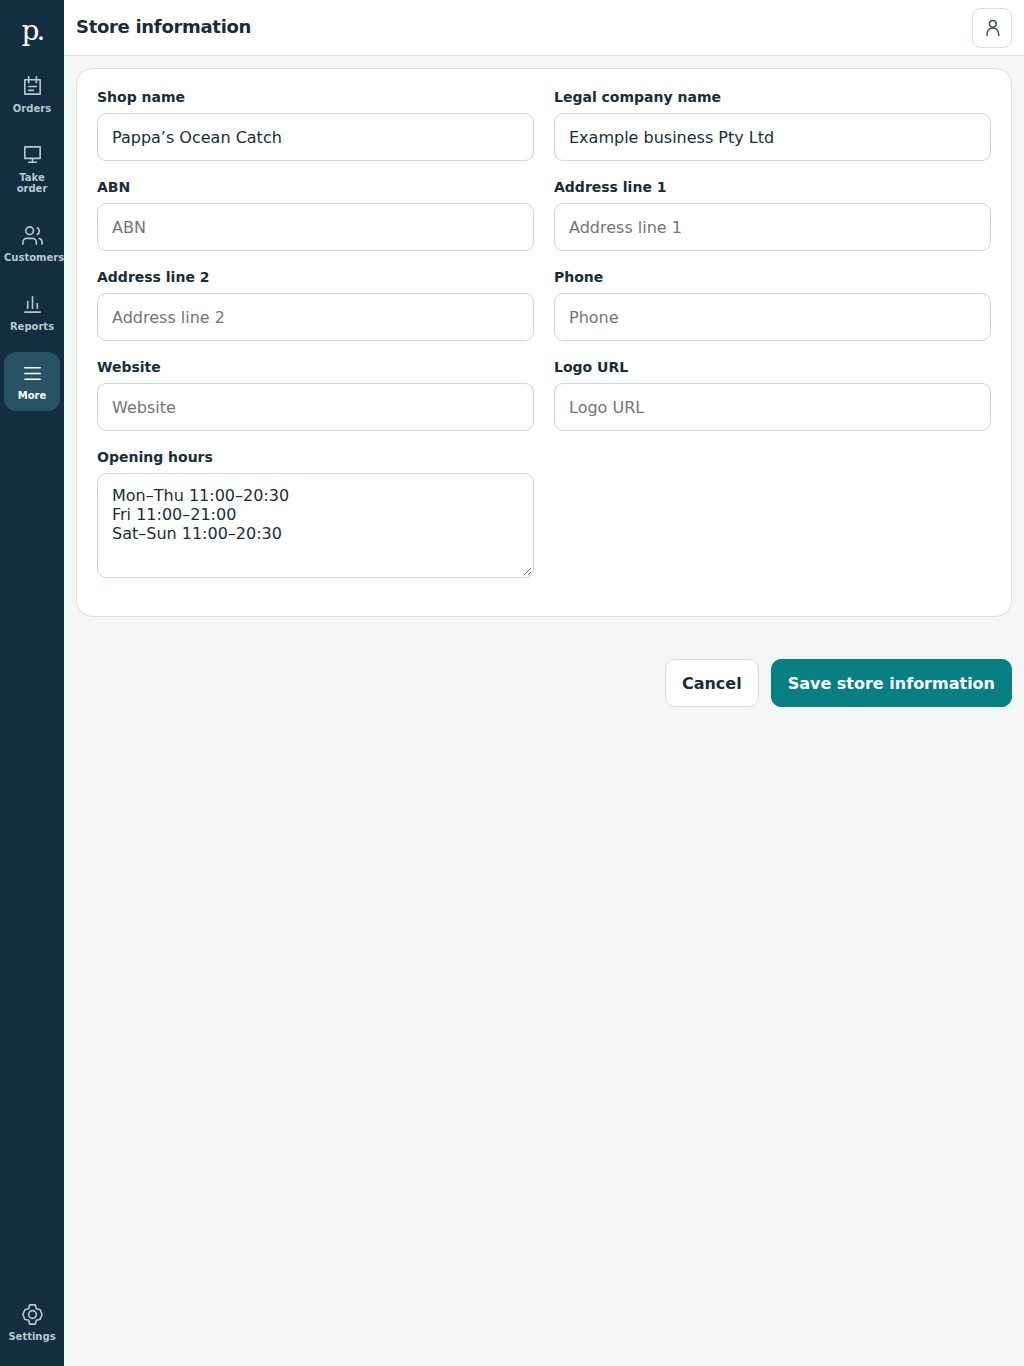 p.
Store information
Orders
Take
order
Customers
Reports
More
Settings
Shop name
Pappa’s Ocean Catch
Legal company name
Example business Pty Ltd
ABN
ABN
Address line 1
Address line 1
Address line 2
Address line 2
Phone
Phone
Website
Website
Logo URL
Logo URL
Opening hours
Mon–Thu 11:00–20:30
Fri 11:00–21:00
Sat–Sun 11:00–20:30
Cancel
Save store information